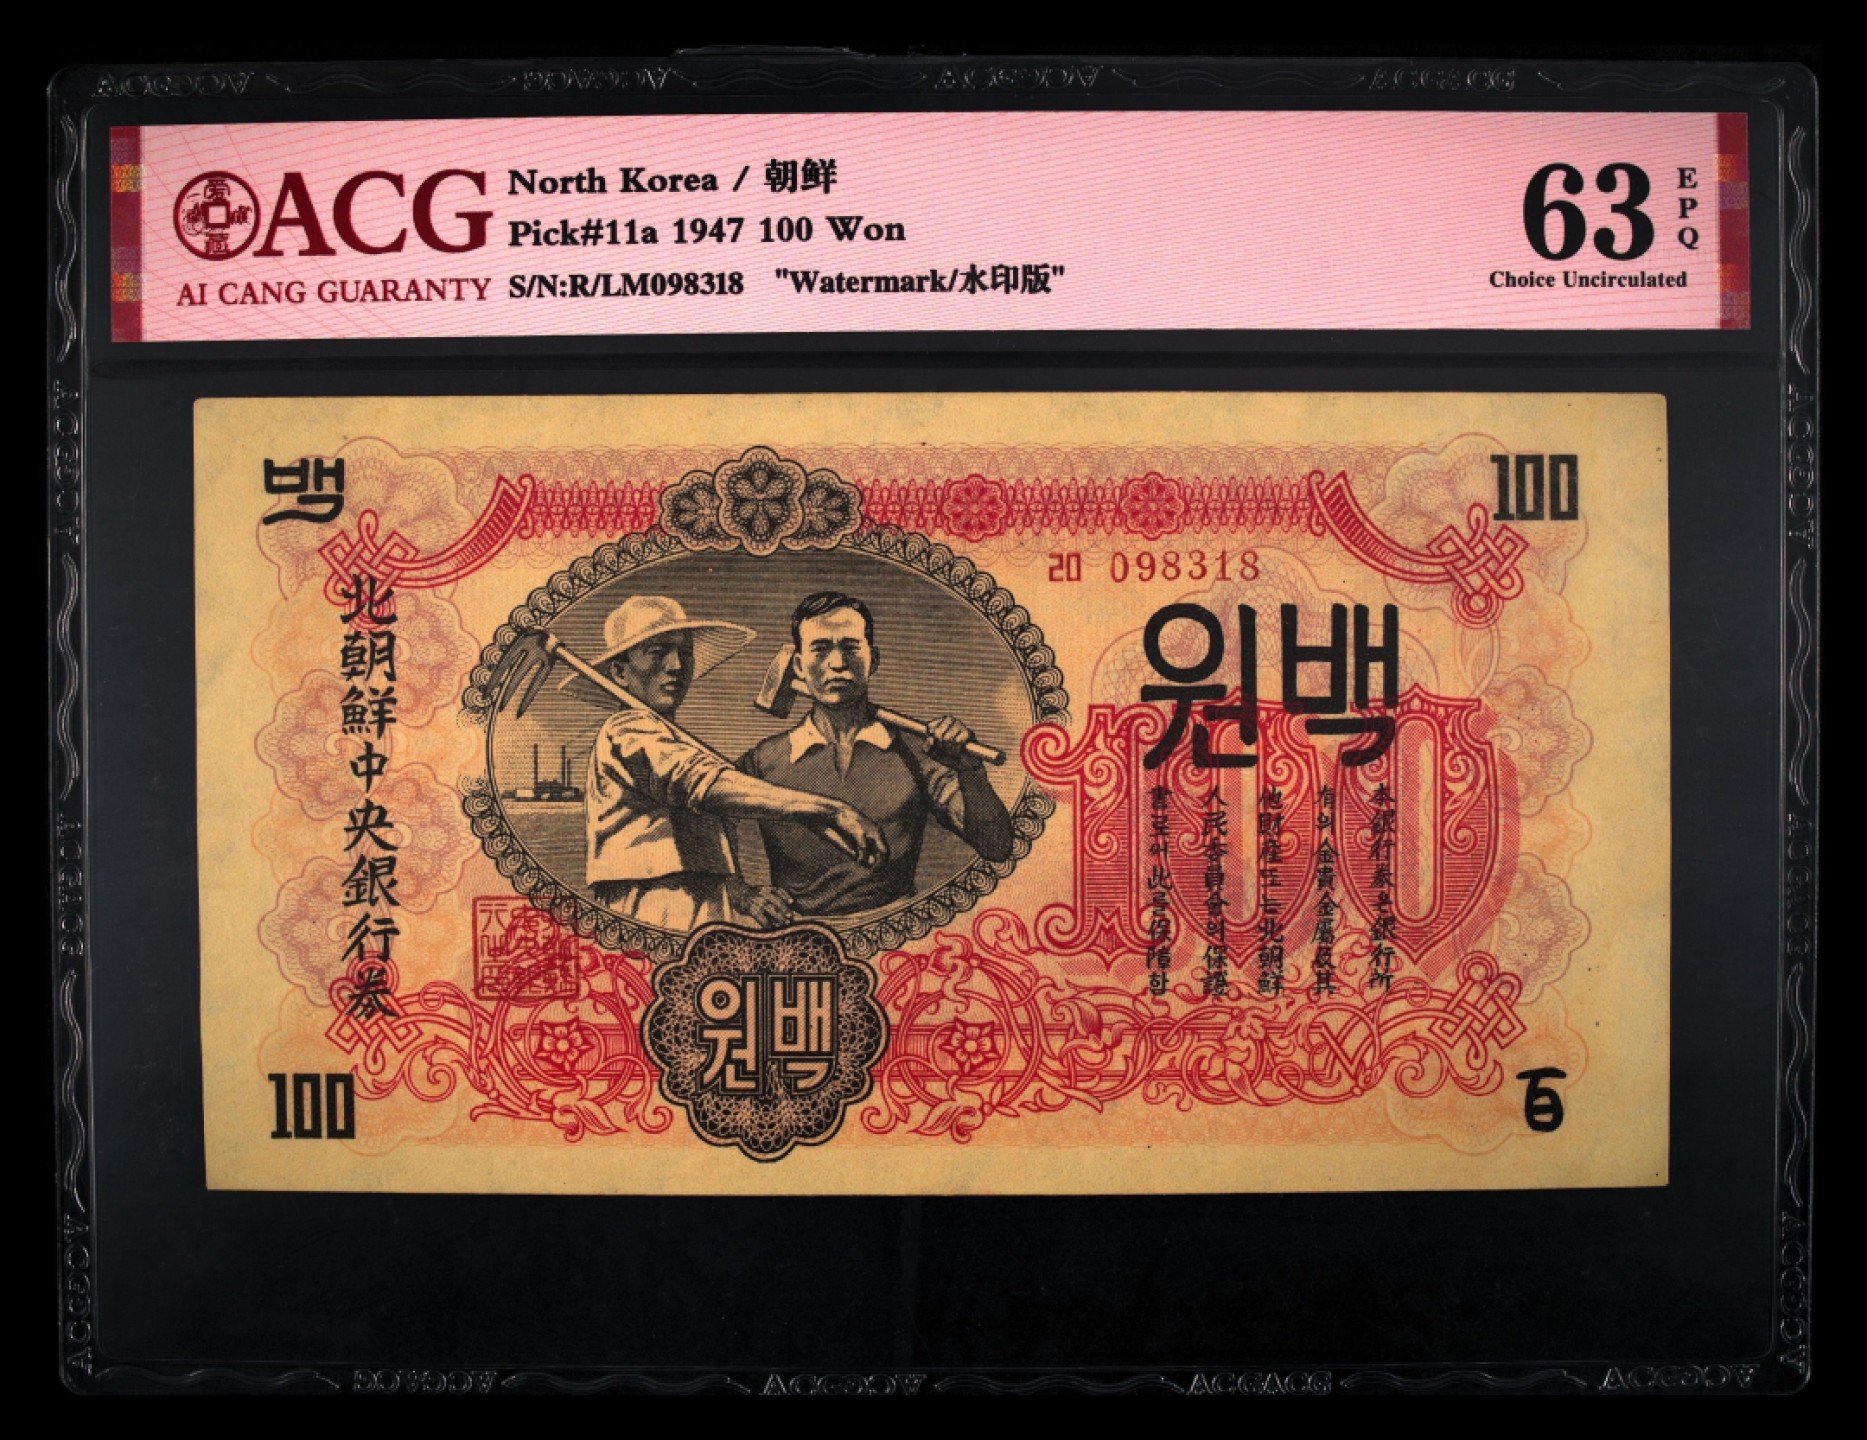 ACG
AI CANG GUARANTY
North Korea / 朝鲜
Pick#11a 1947 100 Won
S/N:R/LM098318 "Watermark/水印版"
63
EPQ
Choice Uncirculated
백
100
北朝鮮中央銀行券
ㄹㅁ 098318
원백
100
本銀行券은銀行所
有의金貴金屬及其
他財産또는北朝鮮
人民委員會의保證
書로써此를保障함
원백
100
百